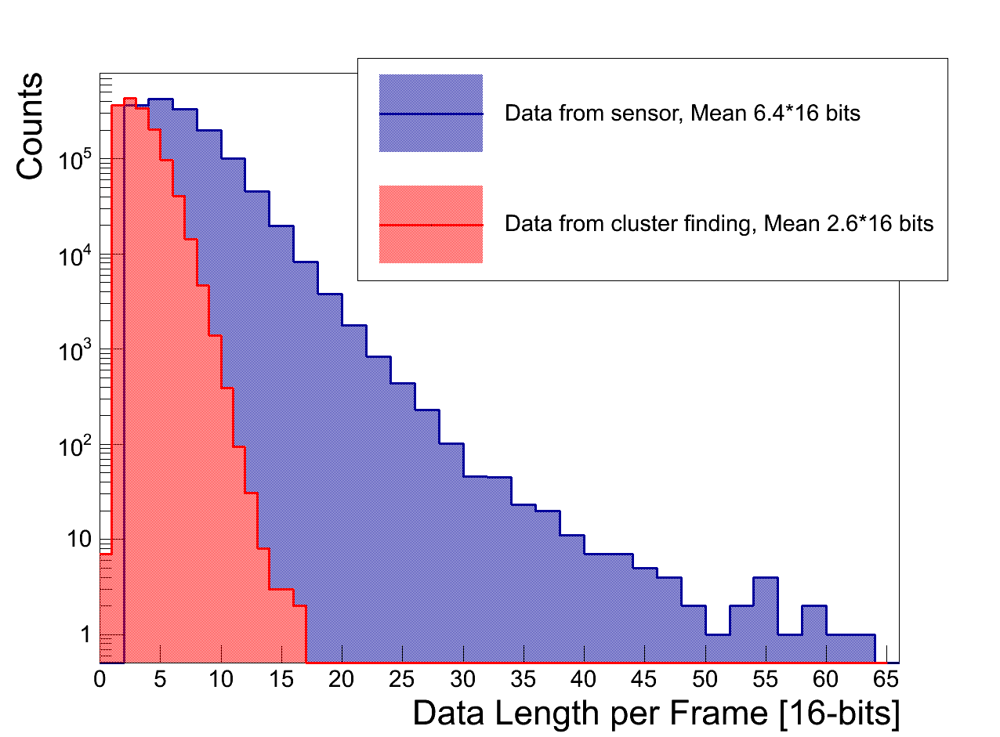 Counts
Data from sensor, Mean 6.4*16 bits
Data from cluster finding, Mean 2.6*16 bits
10^5
10^4
10^3
10^2
10
1
0 5 10 15 20 25 30 35 40 45 50 55 60 65
Data Length per Frame [16-bits]